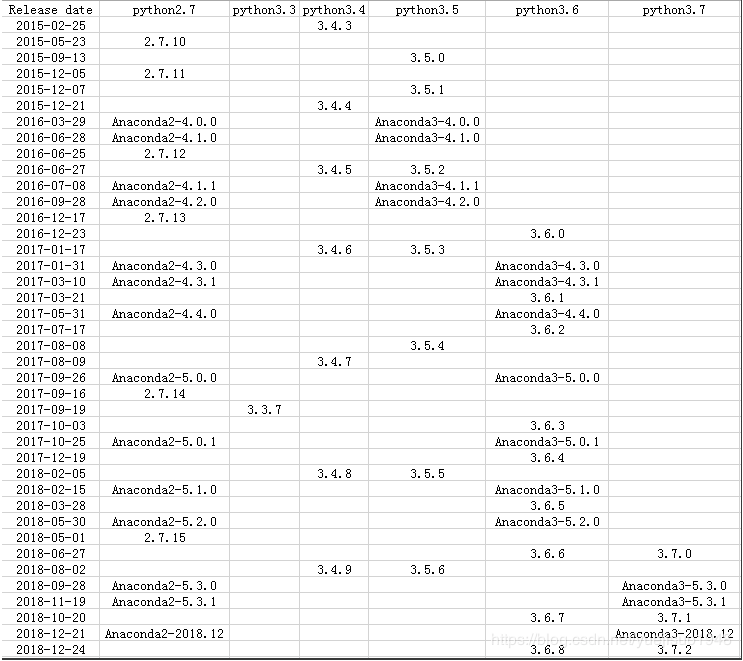 Release date python2.7 python3.3 python3.4 python3.5 python3.6 python3.7
2015-02-25 3.4.3
2015-05-23 2.7.10
2015-09-13 3.5.0
2015-12-05 2.7.11
2015-12-07 3.5.1
2015-12-21 3.4.4
2016-03-29 Anaconda2-4.0.0 Anaconda3-4.0.0
2016-06-28 Anaconda2-4.1.0 Anaconda3-4.1.0
2016-06-25 2.7.12
2016-06-27 3.4.5 3.5.2
2016-07-08 Anaconda2-4.1.1 Anaconda3-4.1.1
2016-09-28 Anaconda2-4.2.0 Anaconda3-4.2.0
2016-12-17 2.7.13
2016-12-23 3.6.0
2017-01-17 3.4.6 3.5.3
2017-01-31 Anaconda2-4.3.0 Anaconda3-4.3.0
2017-03-10 Anaconda2-4.3.1 Anaconda3-4.3.1
2017-03-21 3.6.1
2017-05-31 Anaconda2-4.4.0 Anaconda3-4.4.0
2017-07-17 3.6.2
2017-08-08 3.5.4
2017-08-09 3.4.7
2017-09-26 Anaconda2-5.0.0 Anaconda3-5.0.0
2017-09-16 2.7.14
2017-09-19 3.3.7
2017-10-03 3.6.3
2017-10-25 Anaconda2-5.0.1 Anaconda3-5.0.1
2017-12-19 3.6.4
2018-02-05 3.4.8 3.5.5
2018-02-15 Anaconda2-5.1.0 Anaconda3-5.1.0
2018-03-28 3.6.5
2018-05-30 Anaconda2-5.2.0 Anaconda3-5.2.0
2018-05-01 2.7.15
2018-06-27 3.6.6 3.7.0
2018-08-02 3.4.9 3.5.6
2018-09-28 Anaconda2-5.3.0 Anaconda3-5.3.0
2018-11-19 Anaconda2-5.3.1 Anaconda3-5.3.1
2018-10-20 3.6.7 3.7.1
2018-12-21 Anaconda2-2018.12 Anaconda3-2018.12
2018-12-24 3.6.8 3.7.2